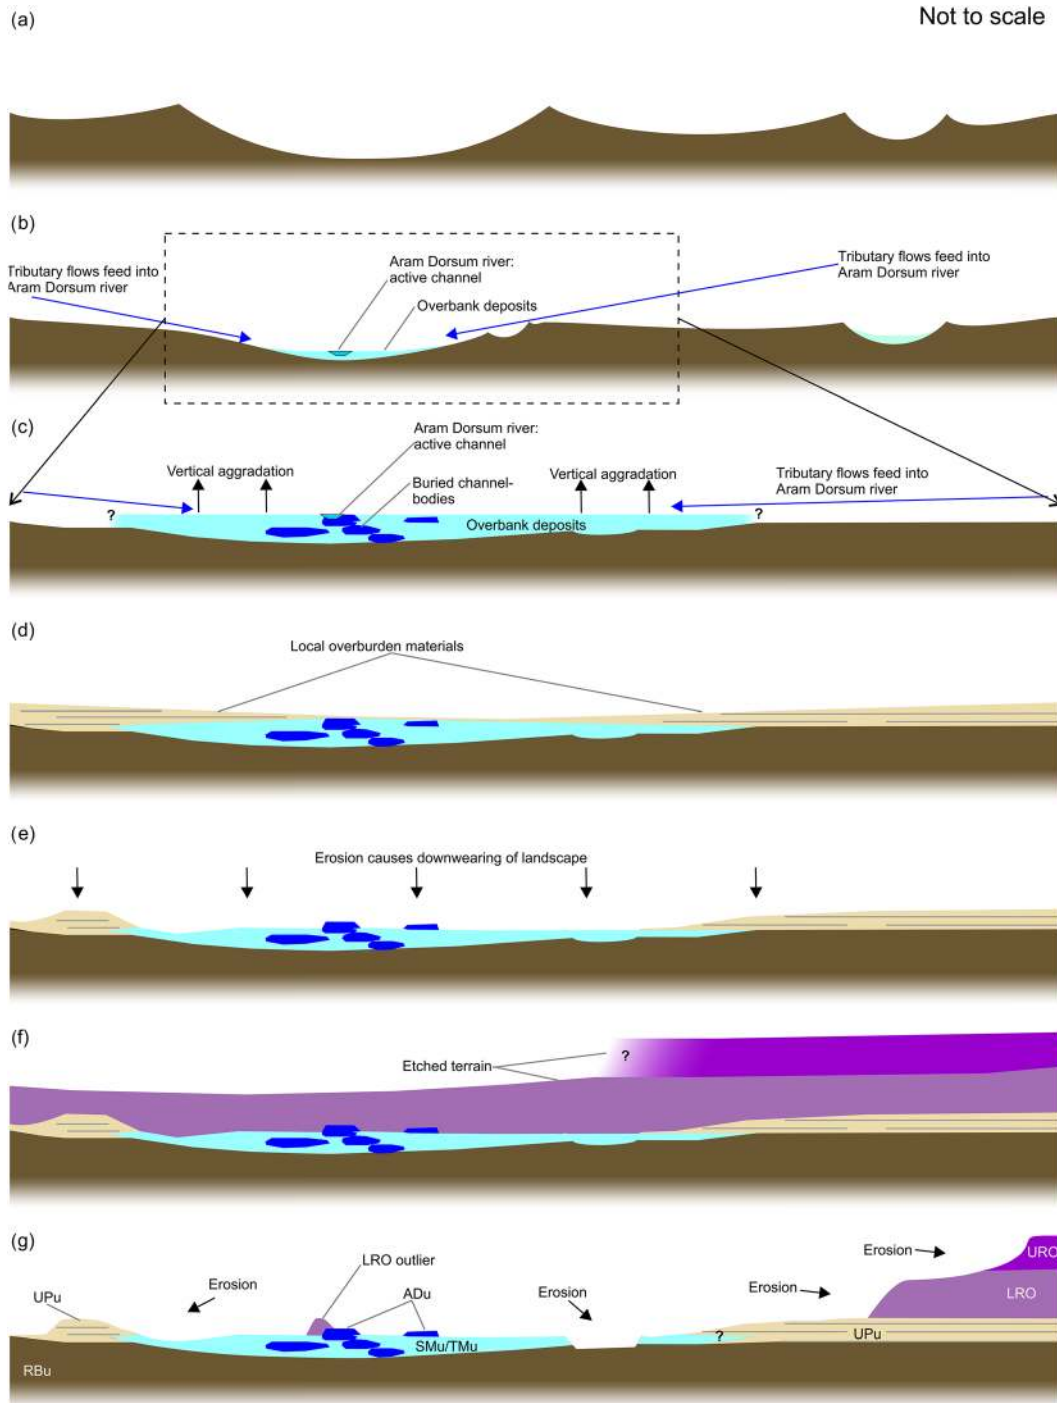 (a)
Not to scale
(b)
Tributary flows feed into
Aram Dorsum river
Aram Dorsum river:
active channel
Overbank deposits
Tributary flows feed into
Aram Dorsum river
(c)
Aram Dorsum river:
active channel
Vertical aggradation
Buried channel-
bodies
Vertical aggradation
Tributary flows feed into
Aram Dorsum river
?
Overbank deposits
?
(d)
Local overburden materials
(e)
Erosion causes downwearing of landscape
(f)
Etched terrain
?
(g)
LRO outlier
Erosion
URO
UPu
Erosion
ADu
Erosion
Erosion
LRO
SMu/TMu
?
UPu
RBu